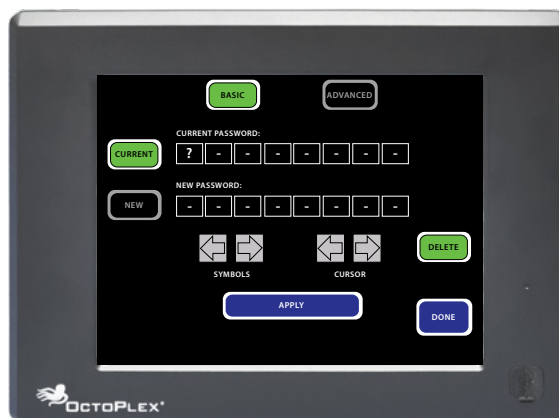 BASIC ADVANCED
CURRENT PASSWORD:
CURRENT ? - - - - - - -
NEW PASSWORD:
NEW - - - - - - - -
DELETE
SYMBOLS CURSOR
APPLY
DONE
OCTOPLEX®